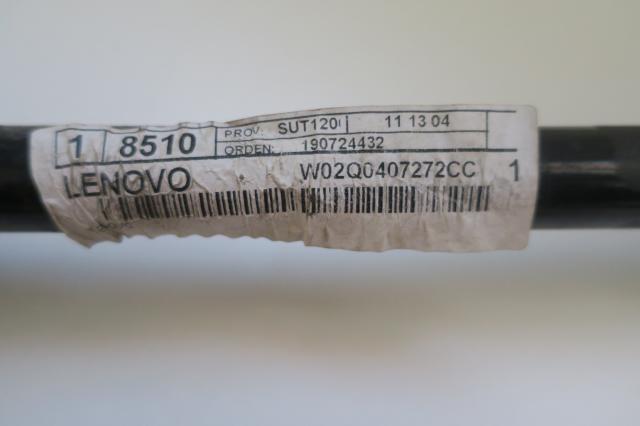 1 8510 PROV: SUT120 11 13 04
ORDEN: 190724432
LENOVO W02Q0407272CC 1